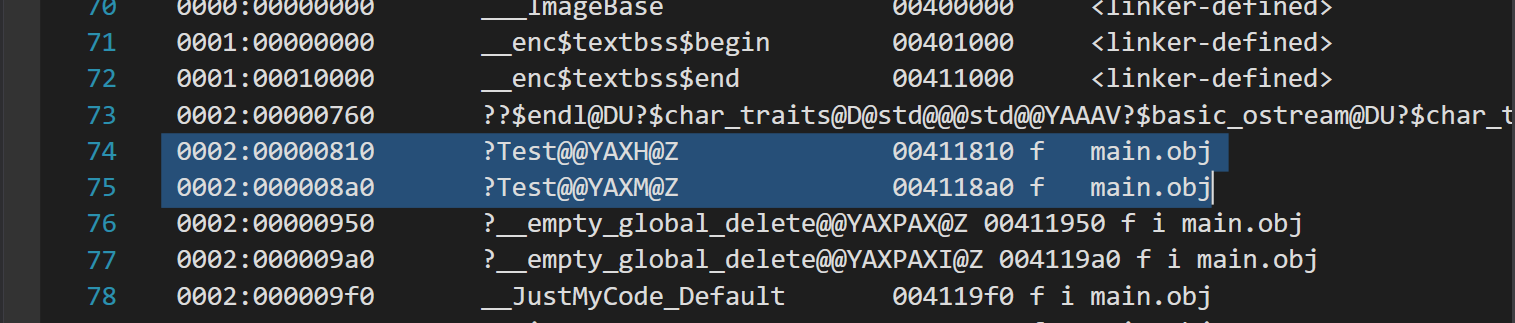 70 0000:00000000 ___ImageBase 00400000 <linker-defined>
71 0001:00000000 __enc$textbss$begin 00401000 <linker-defined>
72 0001:00010000 __enc$textbss$end 00411000 <linker-defined>
73 0002:00000760 ??$endl@DU?$char_traits@D@std@@@std@@YAAAV?$basic_ostream@DU?$char_t
74 0002:00000810 ?Test@@YAXH@Z 00411810 f main.obj
75 0002:000008a0 ?Test@@YAXM@Z 004118a0 f main.obj
76 0002:00000950 ?__empty_global_delete@@YAXPAX@Z 00411950 f i main.obj
77 0002:000009a0 ?__empty_global_delete@@YAXPAXI@Z 004119a0 f i main.obj
78 0002:000009f0 __JustMyCode_Default 004119f0 f i main.obj